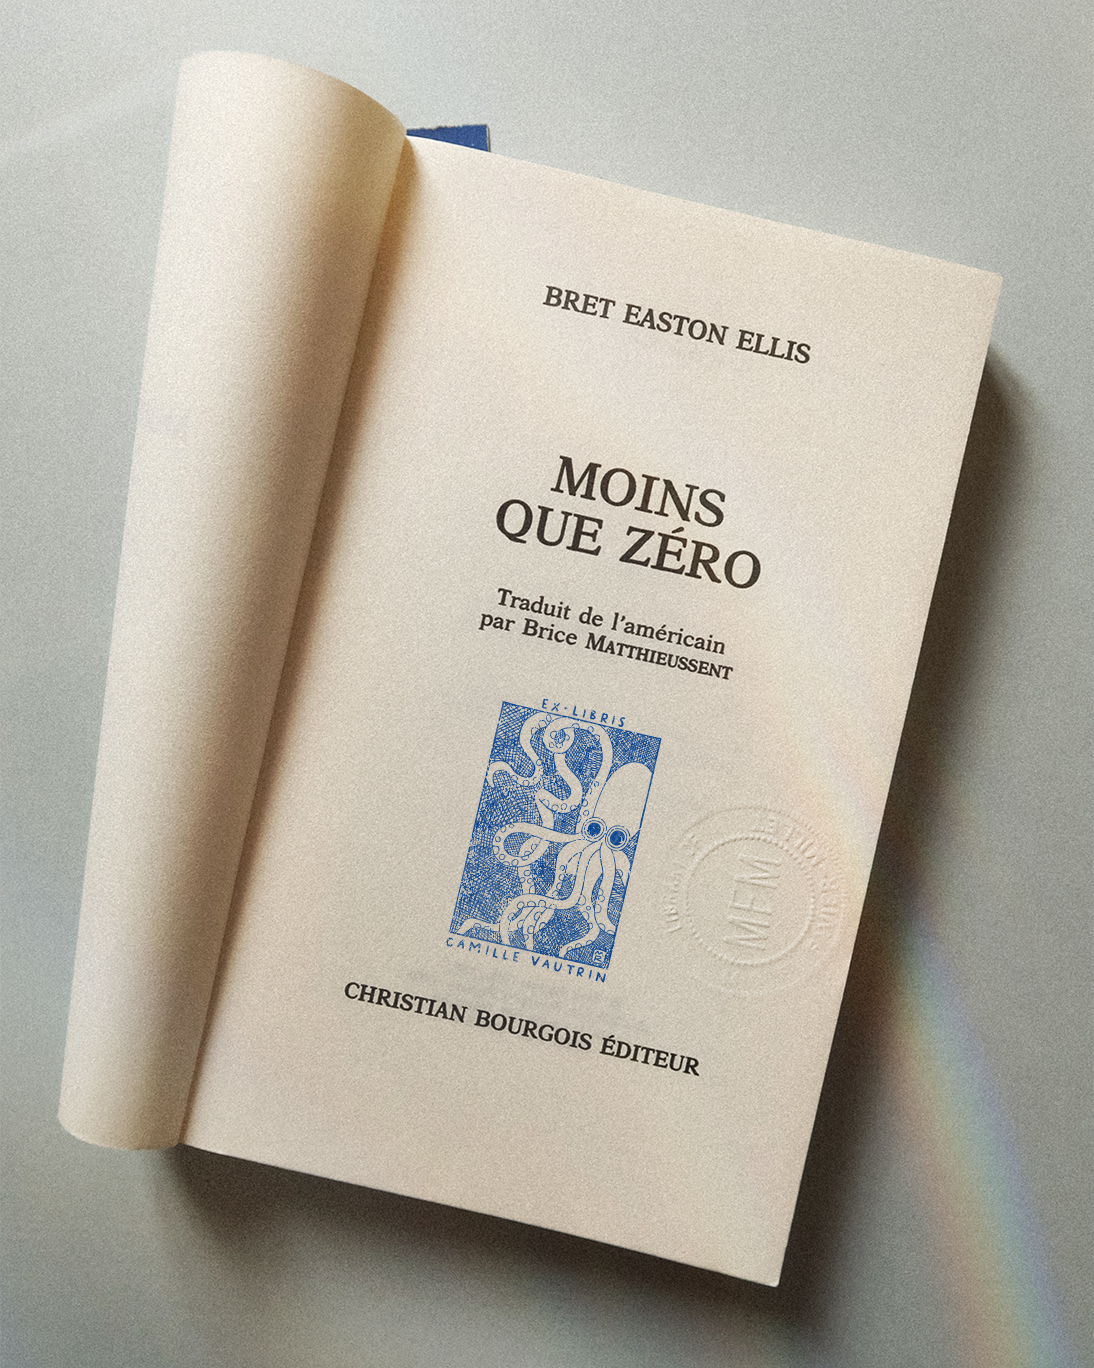 BRET EASTON ELLIS
MOINS
QUE ZÉRO
Traduit de l'américain
par Brice MATTHIEUSSENT
EX-LIBRIS
CAMILLE VAUTRIN
MFM
CHRISTIAN BOURGOIS ÉDITEUR